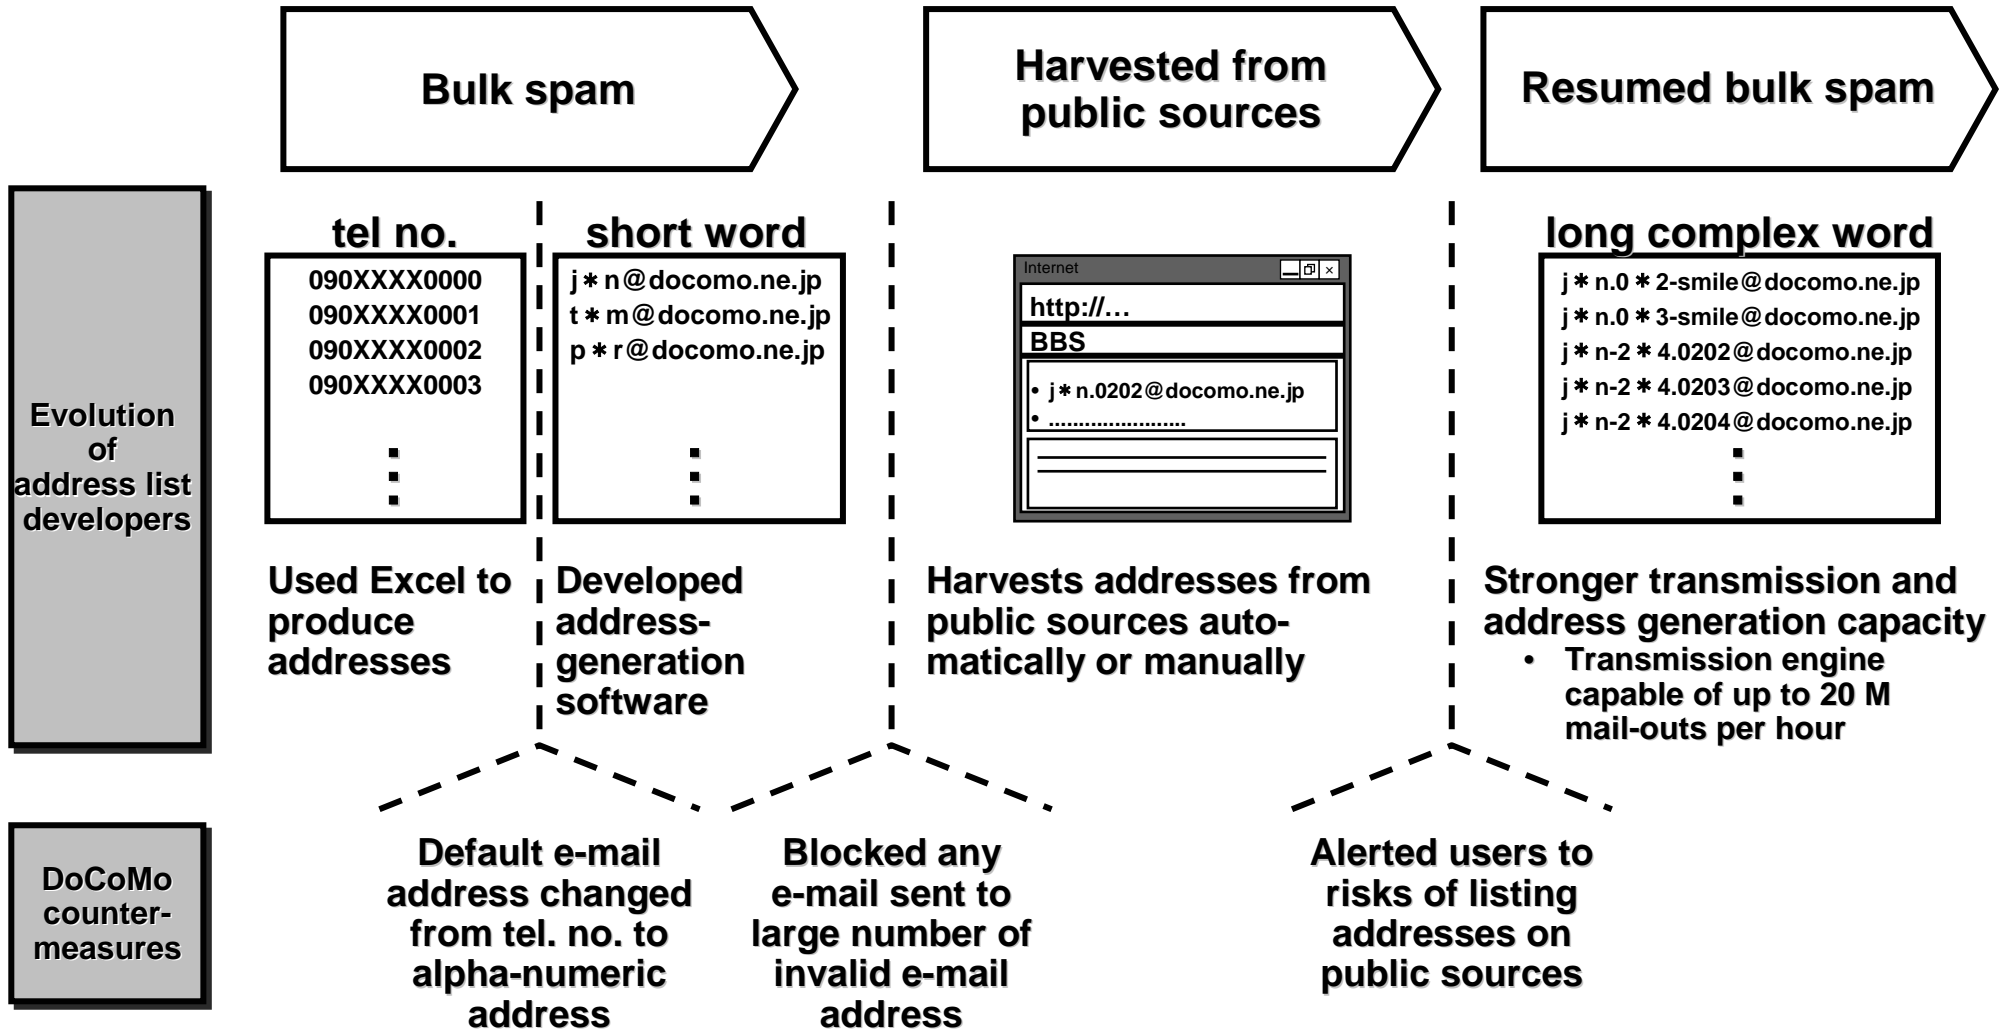 Bulk spam
Harvested from
public sources
Resumed bulk spam
Evolution
of
address list
developers
tel no.
090XXXX0000
090XXXX0001
090XXXX0002
090XXXX0003
Used Excel to
produce
addresses
short word
j*n@docomo.ne.jp
t*m@docomo.ne.jp
p*r@docomo.ne.jp
Developed
address-
generation
software
Internet
http://…
BBS
• j*n.0202@docomo.ne.jp
• .......................
Harvests addresses from
public sources auto-
matically or manually
long complex word
j*n.0*2-smile@docomo.ne.jp
j*n.0*3-smile@docomo.ne.jp
j*n-2*4.0202@docomo.ne.jp
j*n-2*4.0203@docomo.ne.jp
j*n-2*4.0204@docomo.ne.jp
Stronger transmission and
address generation capacity
• Transmission engine
capable of up to 20 M
mail-outs per hour
DoCoMo
counter-
measures
Default e-mail
address changed
from tel. no. to
alpha-numeric
address
Blocked any
e-mail sent to
large number of
invalid e-mail
address
Alerted users to
risks of listing
addresses on
public sources